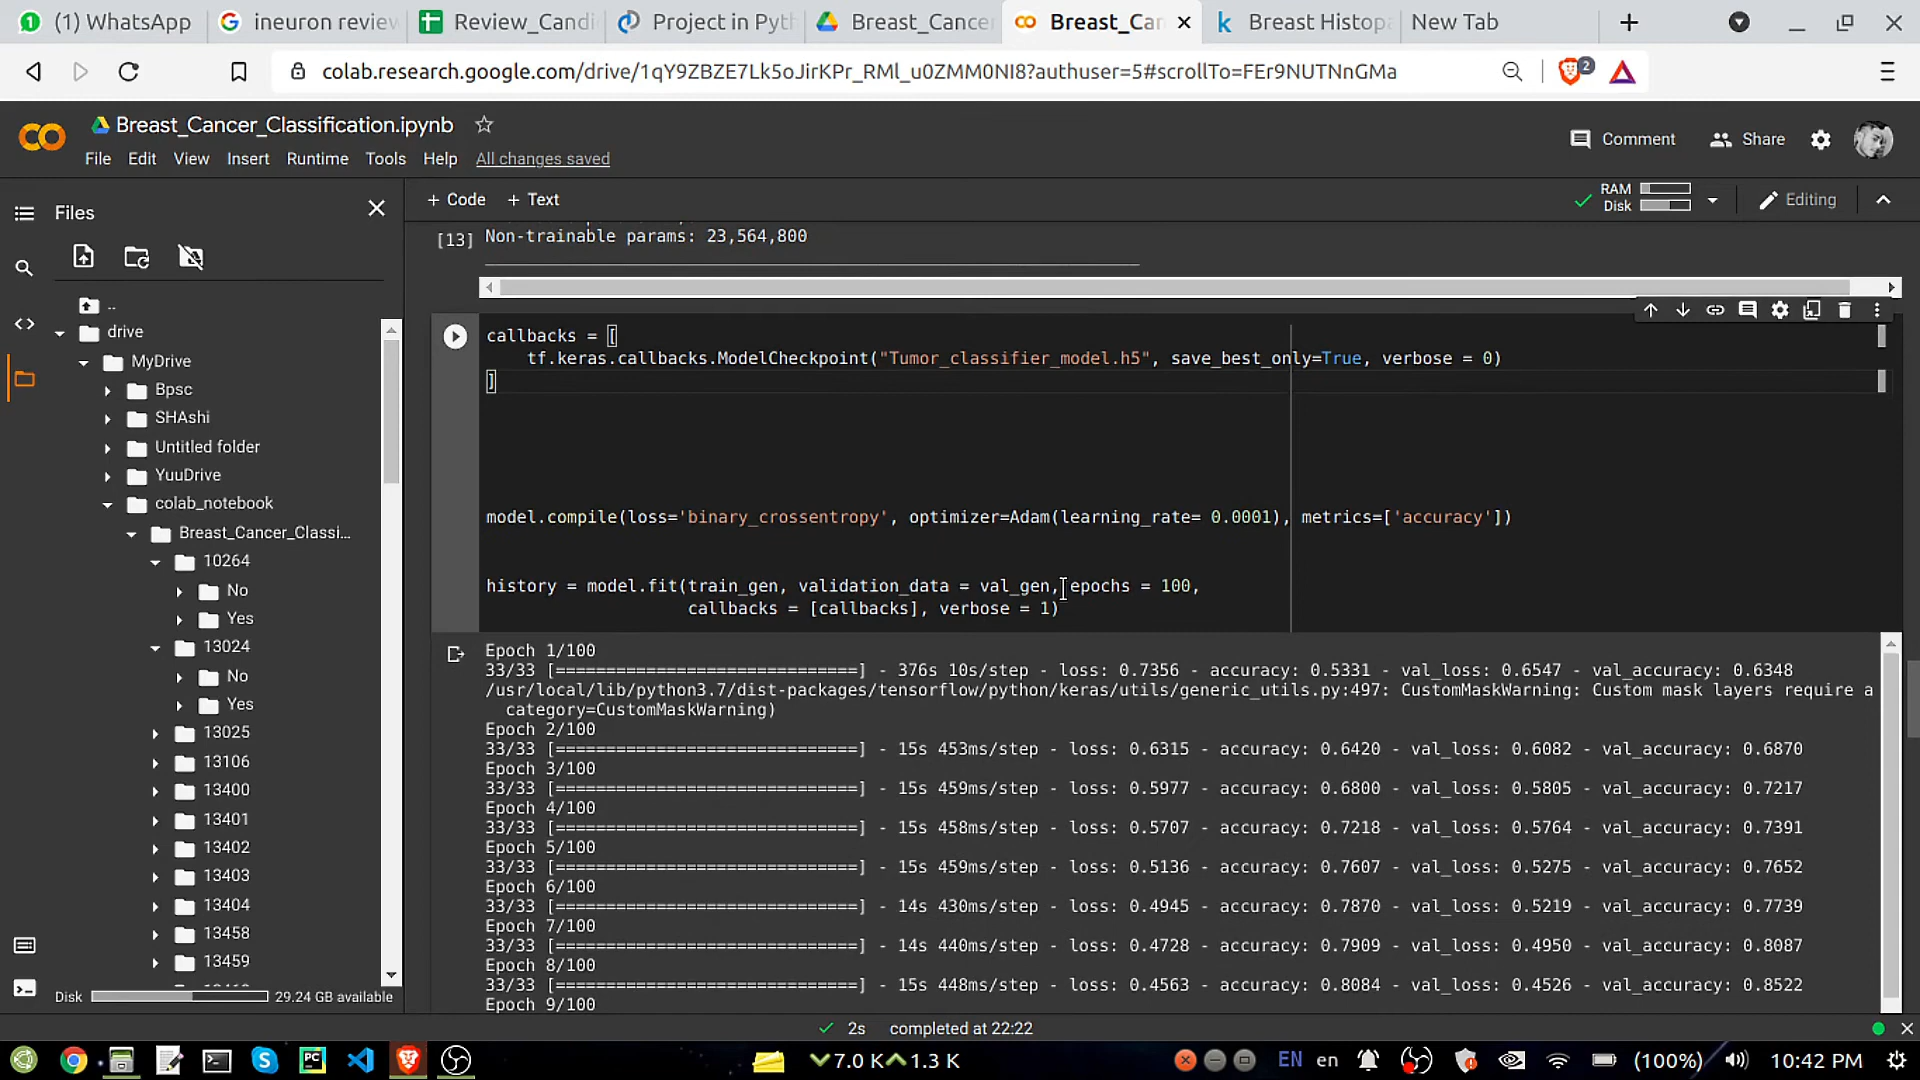 (1) WhatsApp
ineuron review
Review_Candi
Project in Pyth
Breast_Cancer
Breast_Can
Breast Histopa
New Tab
colab.research.google.com/drive/1qY9ZBZE7Lk5oJirKPr_RMl_u0ZMM0NI8?authuser=5#scrollTo=FEr9NUTNnGMa
2
Breast_Cancer_Classification.ipynb
Comment
Share
File Edit View Insert Runtime Tools Help All changes saved
Files
+ Code + Text
RAM
Disk
Editing
..
drive
MyDrive
Bpsc
SHAshi
Untitled folder
YuuDrive
colab_notebook
Breast_Cancer_Classi...
10264
No
Yes
13024
No
Yes
13025
13106
13400
13401
13402
13403
13404
13458
13459
Disk 29.24 GB available
[13] Non-trainable params: 23,564,800
callbacks = [
tf.keras.callbacks.ModelCheckpoint("Tumor_classifier_model.h5", save_best_only=True, verbose = 0)
]
model.compile(loss='binary_crossentropy', optimizer=Adam(learning_rate= 0.0001), metrics=['accuracy'])
history = model.fit(train_gen, validation_data = val_gen, epochs = 100,
callbacks = [callbacks], verbose = 1)
Epoch 1/100
33/33 [==============================] - 376s 10s/step - loss: 0.7356 - accuracy: 0.5331 - val_loss: 0.6547 - val_accuracy: 0.6348
/usr/local/lib/python3.7/dist-packages/tensorflow/python/keras/utils/generic_utils.py:497: CustomMaskWarning: Custom mask layers require a
category=CustomMaskWarning)
Epoch 2/100
33/33 [==============================] - 15s 453ms/step - loss: 0.6315 - accuracy: 0.6420 - val_loss: 0.6082 - val_accuracy: 0.6870
Epoch 3/100
33/33 [==============================] - 15s 459ms/step - loss: 0.5977 - accuracy: 0.6800 - val_loss: 0.5805 - val_accuracy: 0.7217
Epoch 4/100
33/33 [==============================] - 15s 458ms/step - loss: 0.5707 - accuracy: 0.7218 - val_loss: 0.5764 - val_accuracy: 0.7391
Epoch 5/100
33/33 [==============================] - 15s 459ms/step - loss: 0.5136 - accuracy: 0.7607 - val_loss: 0.5275 - val_accuracy: 0.7652
Epoch 6/100
33/33 [==============================] - 14s 430ms/step - loss: 0.4945 - accuracy: 0.7870 - val_loss: 0.5219 - val_accuracy: 0.7739
Epoch 7/100
33/33 [==============================] - 14s 440ms/step - loss: 0.4728 - accuracy: 0.7909 - val_loss: 0.4950 - val_accuracy: 0.8087
Epoch 8/100
33/33 [==============================] - 15s 448ms/step - loss: 0.4563 - accuracy: 0.8084 - val_loss: 0.4526 - val_accuracy: 0.8522
Epoch 9/100
2s completed at 22:22
7.0 K 1.3 K
EN en (100%) 10:42 PM